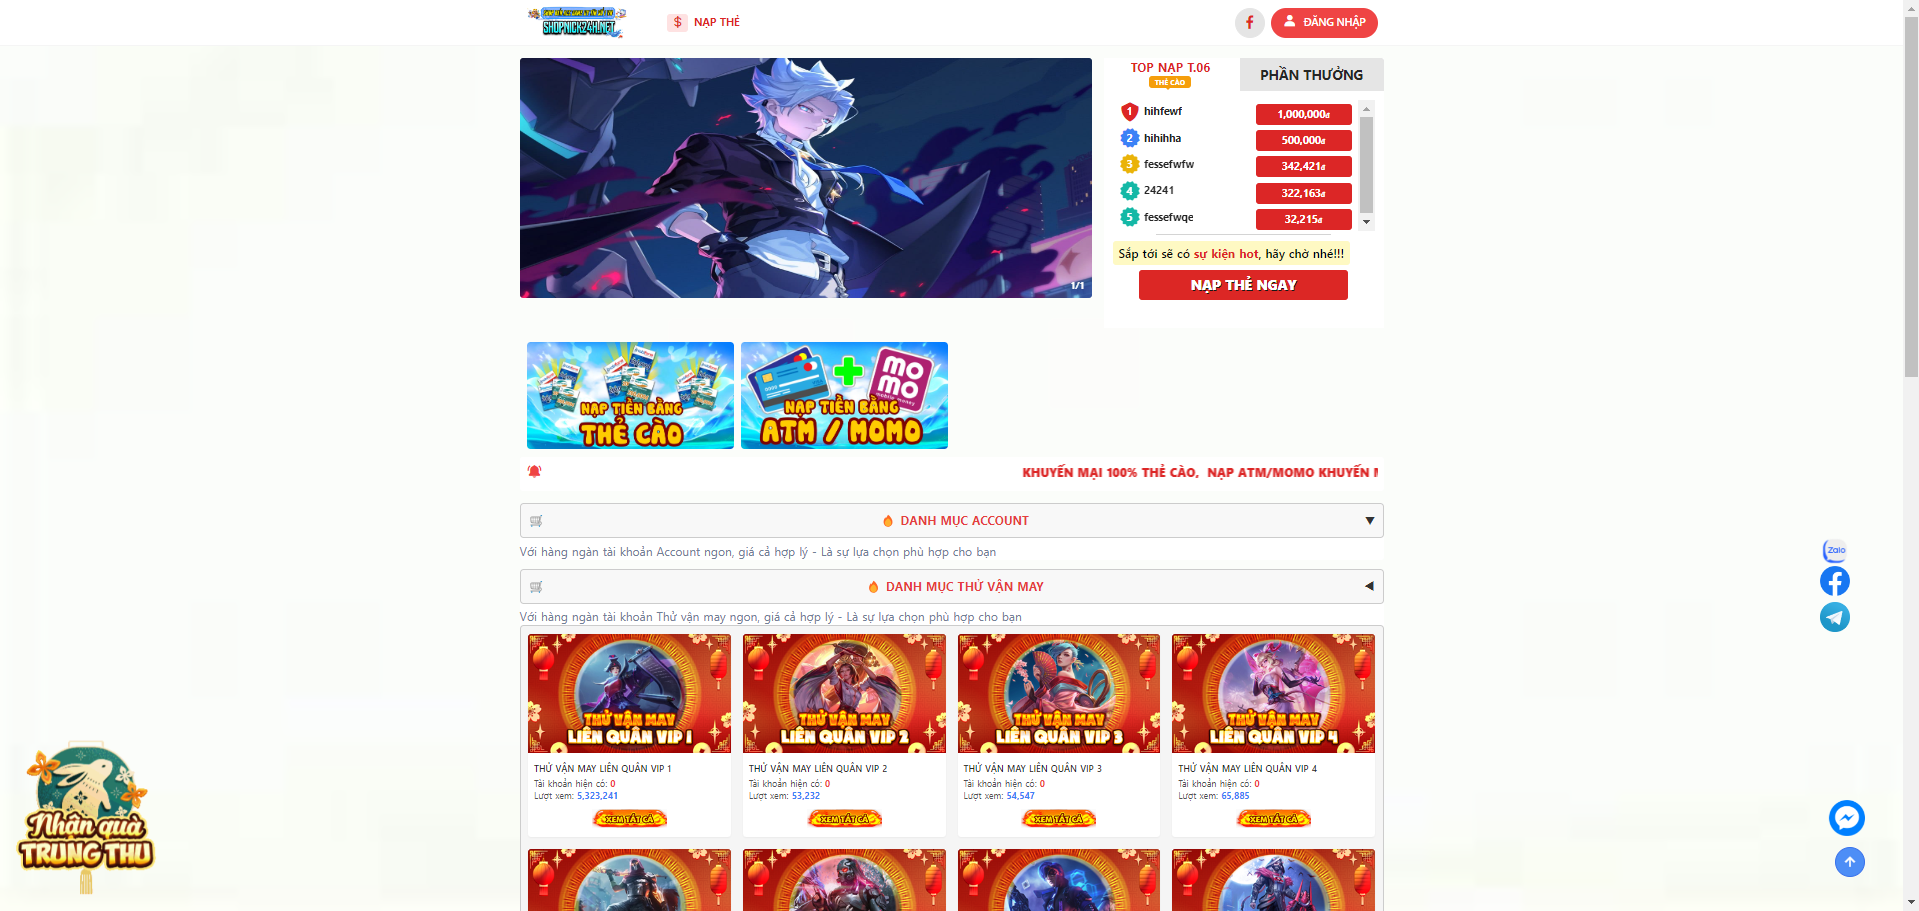 SHOPNICK24H.NET
$ NẠP THẺ
ĐĂNG NHẬP
1/1
TOP NẠP T.06
THẺ CÀO
PHẦN THƯỞNG
1 hihfewf 1,000,000đ
2 hihihha 500,000đ
3 fessefwfw 342,421đ
4 24241 322,163đ
5 fessefwqe 32,215đ
Sắp tới sẽ có sự kiện hot, hãy chờ nhé!!!
NẠP THẺ NGAY
NẠP TIỀN BẰNG
THẺ CÀO
mo
mo
mobile money
NẠP TIỀN BẰNG
ATM / MOMO
KHUYẾN MẠI 100% THẺ CÀO, NẠP ATM/MOMO KHUYẾN
DANH MỤC ACCOUNT
Với hàng ngàn tài khoản Account ngon, giá cả hợp lý - Là sự lựa chọn phù hợp cho bạn
DANH MỤC THỬ VẬN MAY
Với hàng ngàn tài khoản Thử vận may ngon, giá cả hợp lý - Là sự lựa chọn phù hợp cho bạn
THỬ VẬN MAY
LIÊN QUÂN VIP 1
THỬ VẬN MAY LIÊN QUÂN VIP 1
Tài khoản hiện có: 0
Lượt xem: 5,323,241
XEM TẤT CẢ
THỬ VẬN MAY
LIÊN QUÂN VIP 2
THỬ VẬN MAY LIÊN QUÂN VIP 2
Tài khoản hiện có: 0
Lượt xem: 53,232
XEM TẤT CẢ
THỬ VẬN MAY
LIÊN QUÂN VIP 3
THỬ VẬN MAY LIÊN QUÂN VIP 3
Tài khoản hiện có: 0
Lượt xem: 54,547
XEM TẤT CẢ
THỬ VẬN MAY
LIÊN QUÂN VIP 4
THỬ VẬN MAY LIÊN QUÂN VIP 4
Tài khoản hiện có: 0
Lượt xem: 65,885
XEM TẤT CẢ
Zalo
Nhận quà
TRUNG THU